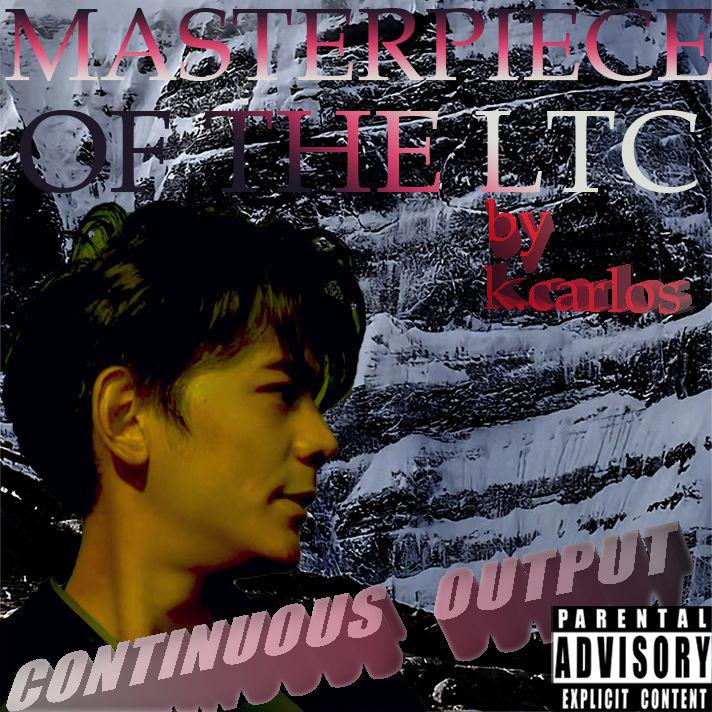 MASTERPIECE
OF THE LTC
by
k.carlos
CONTINUOUS OUTPUT
PARENTAL
ADVISORY
EXPLICIT CONTENT